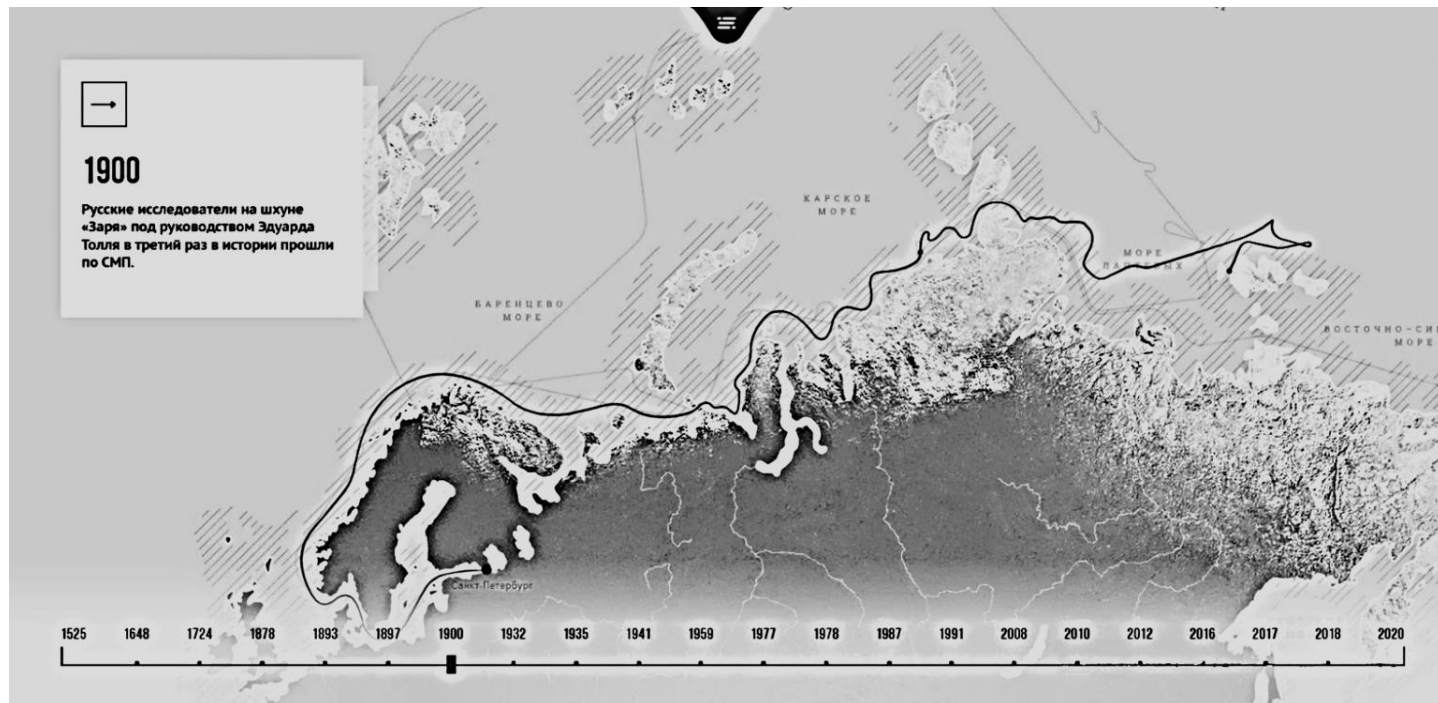 1900
Русские исследователи на шхуне
«Заря» под руководством Эдуарда
Толля в третий раз в истории прошли
по СМП.
КАРСКОЕ
МОРЕ
МОРЕ
ЛАПТЕВЫХ
БАРЕНЦЕВО
МОРЕ
ВОСТОЧНО-СИ
МОРЕ
Санкт-Петербург
1525 1648 1724 1878 1893 1897 1900 1932 1935 1941 1959 1977 1978 1987 1991 2008 2010 2012 2016 2017 2018 2020